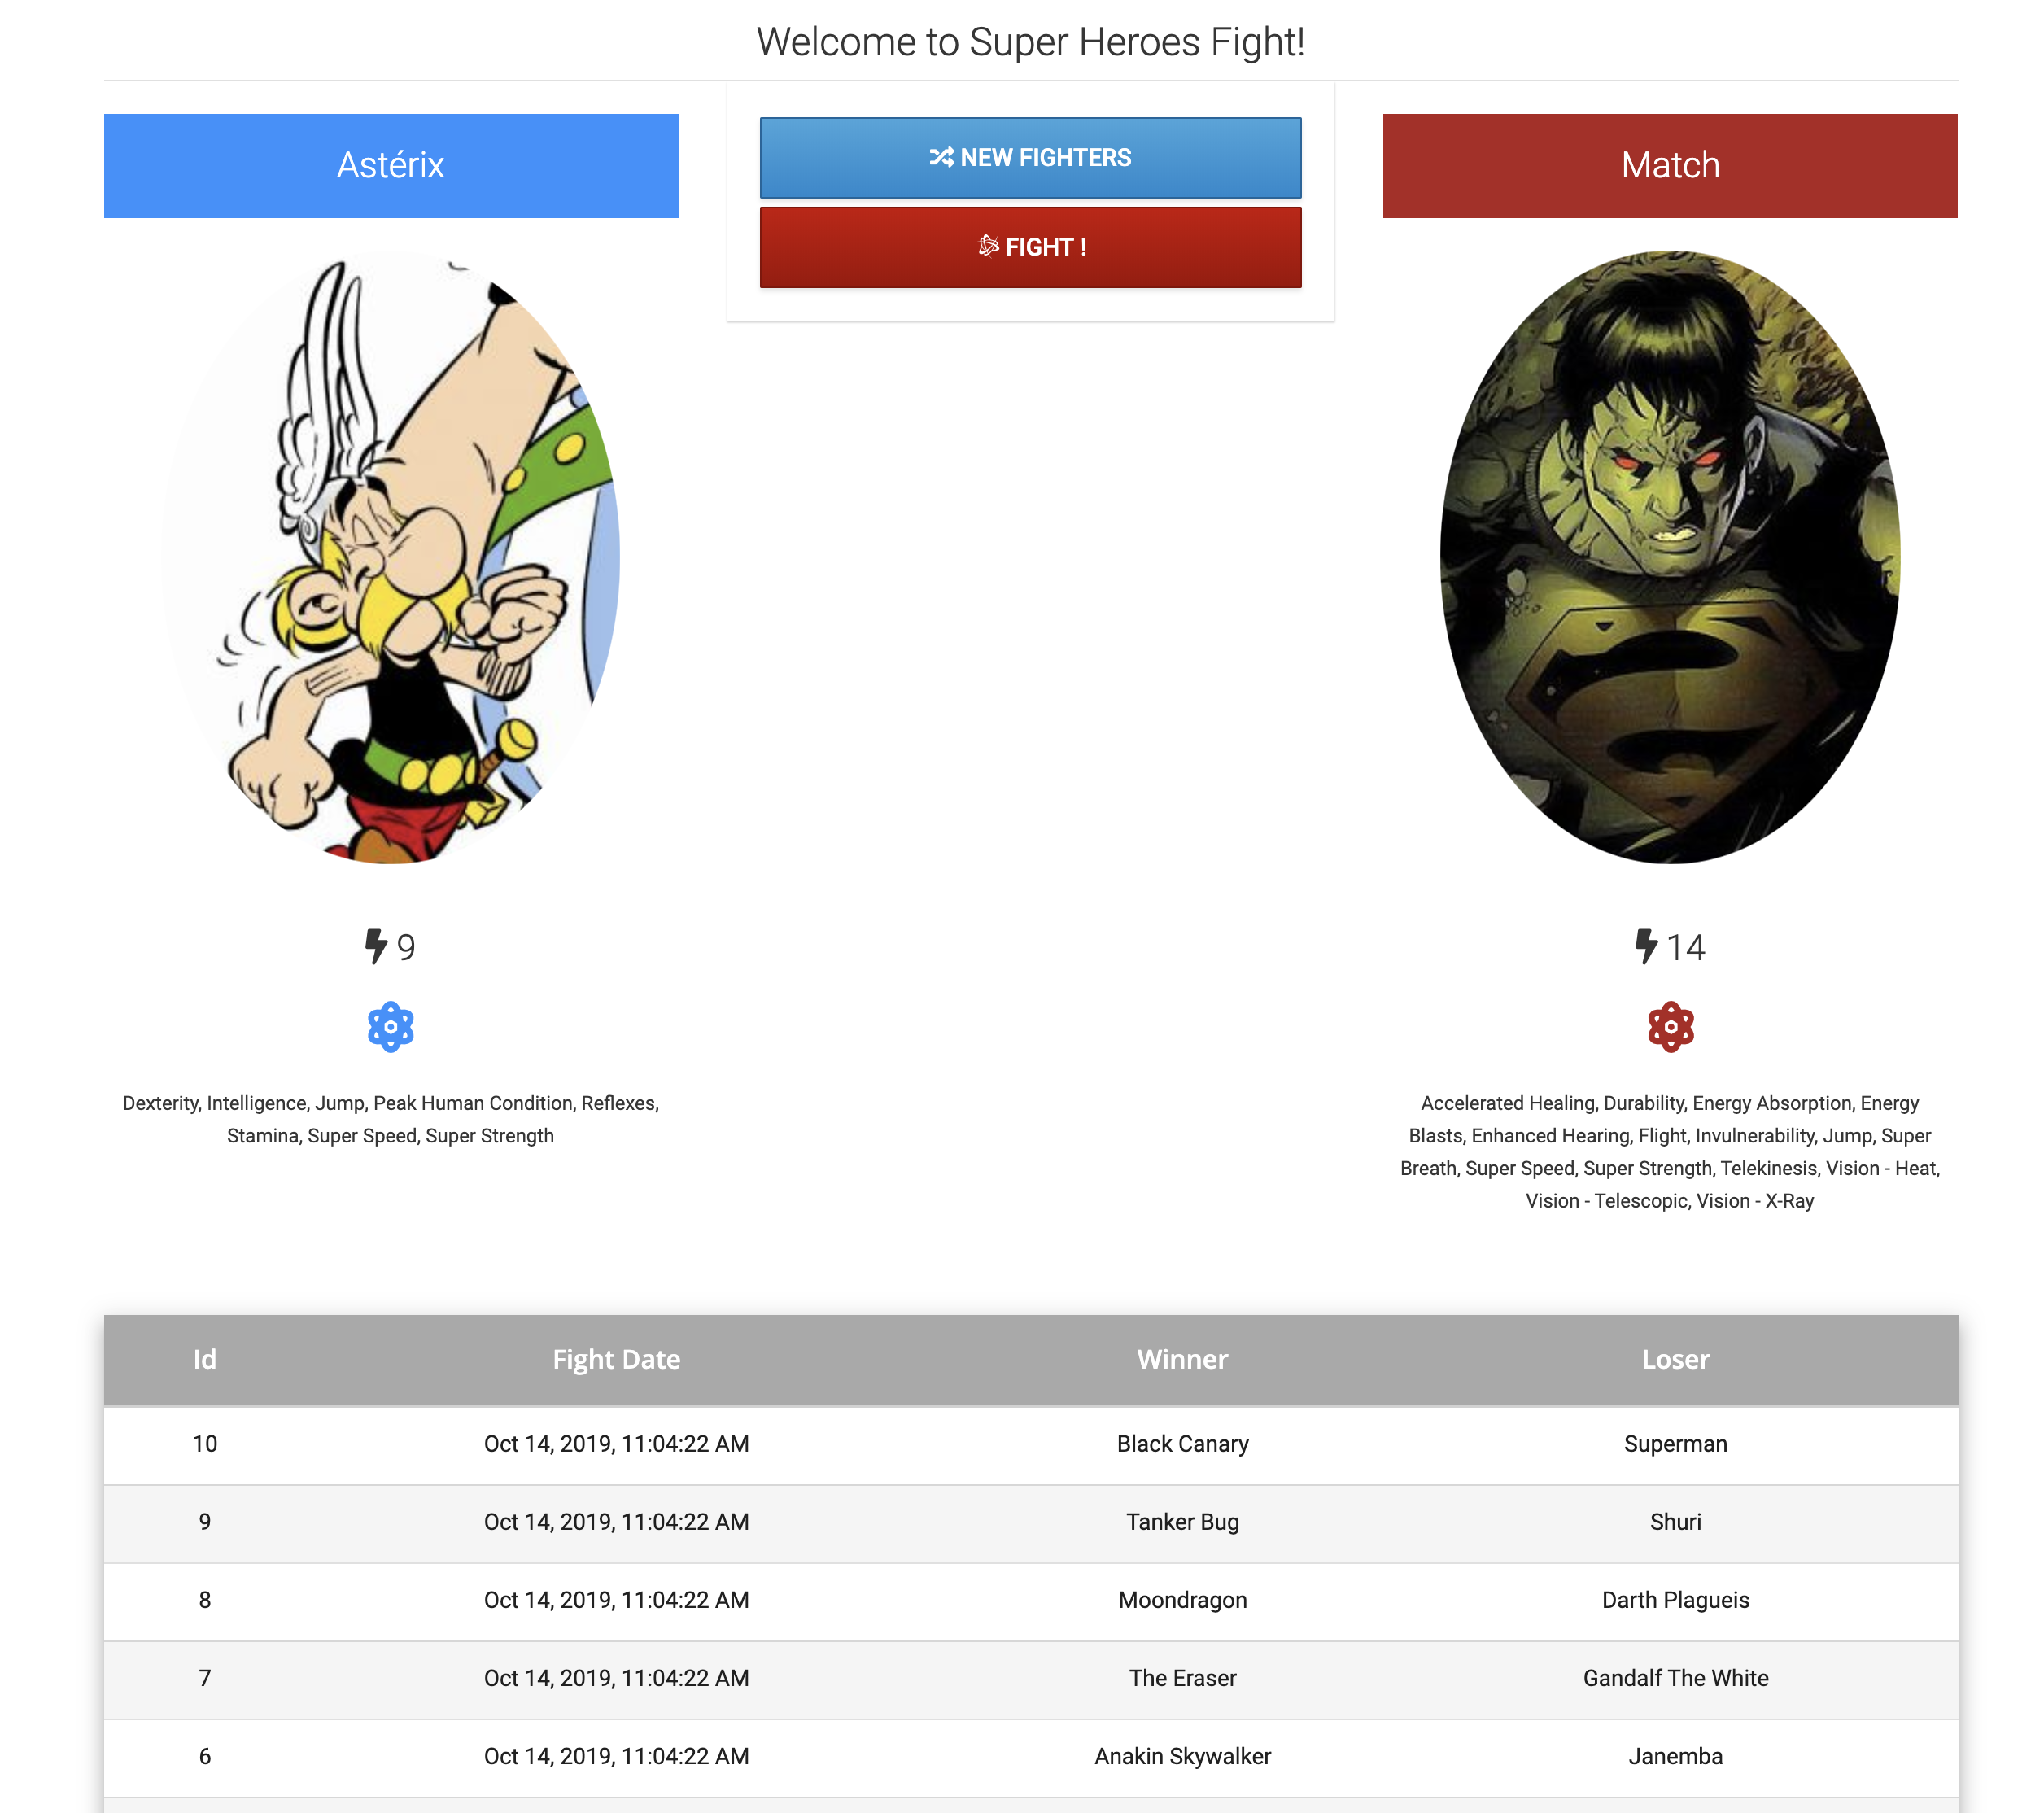 Welcome to Super Heroes Fight!
Astérix
NEW FIGHTERS
FIGHT !
Match
9
Dexterity, Intelligence, Jump, Peak Human Condition, Reflexes,
Stamina, Super Speed, Super Strength
14
Accelerated Healing, Durability, Energy Absorption, Energy
Blasts, Enhanced Hearing, Flight, Invulnerability, Jump, Super
Breath, Super Speed, Super Strength, Telekinesis, Vision - Heat,
Vision - Telescopic, Vision - X-Ray
Id Fight Date Winner Loser
10 Oct 14, 2019, 11:04:22 AM Black Canary Superman
9 Oct 14, 2019, 11:04:22 AM Tanker Bug Shuri
8 Oct 14, 2019, 11:04:22 AM Moondragon Darth Plagueis
7 Oct 14, 2019, 11:04:22 AM The Eraser Gandalf The White
6 Oct 14, 2019, 11:04:22 AM Anakin Skywalker Janemba